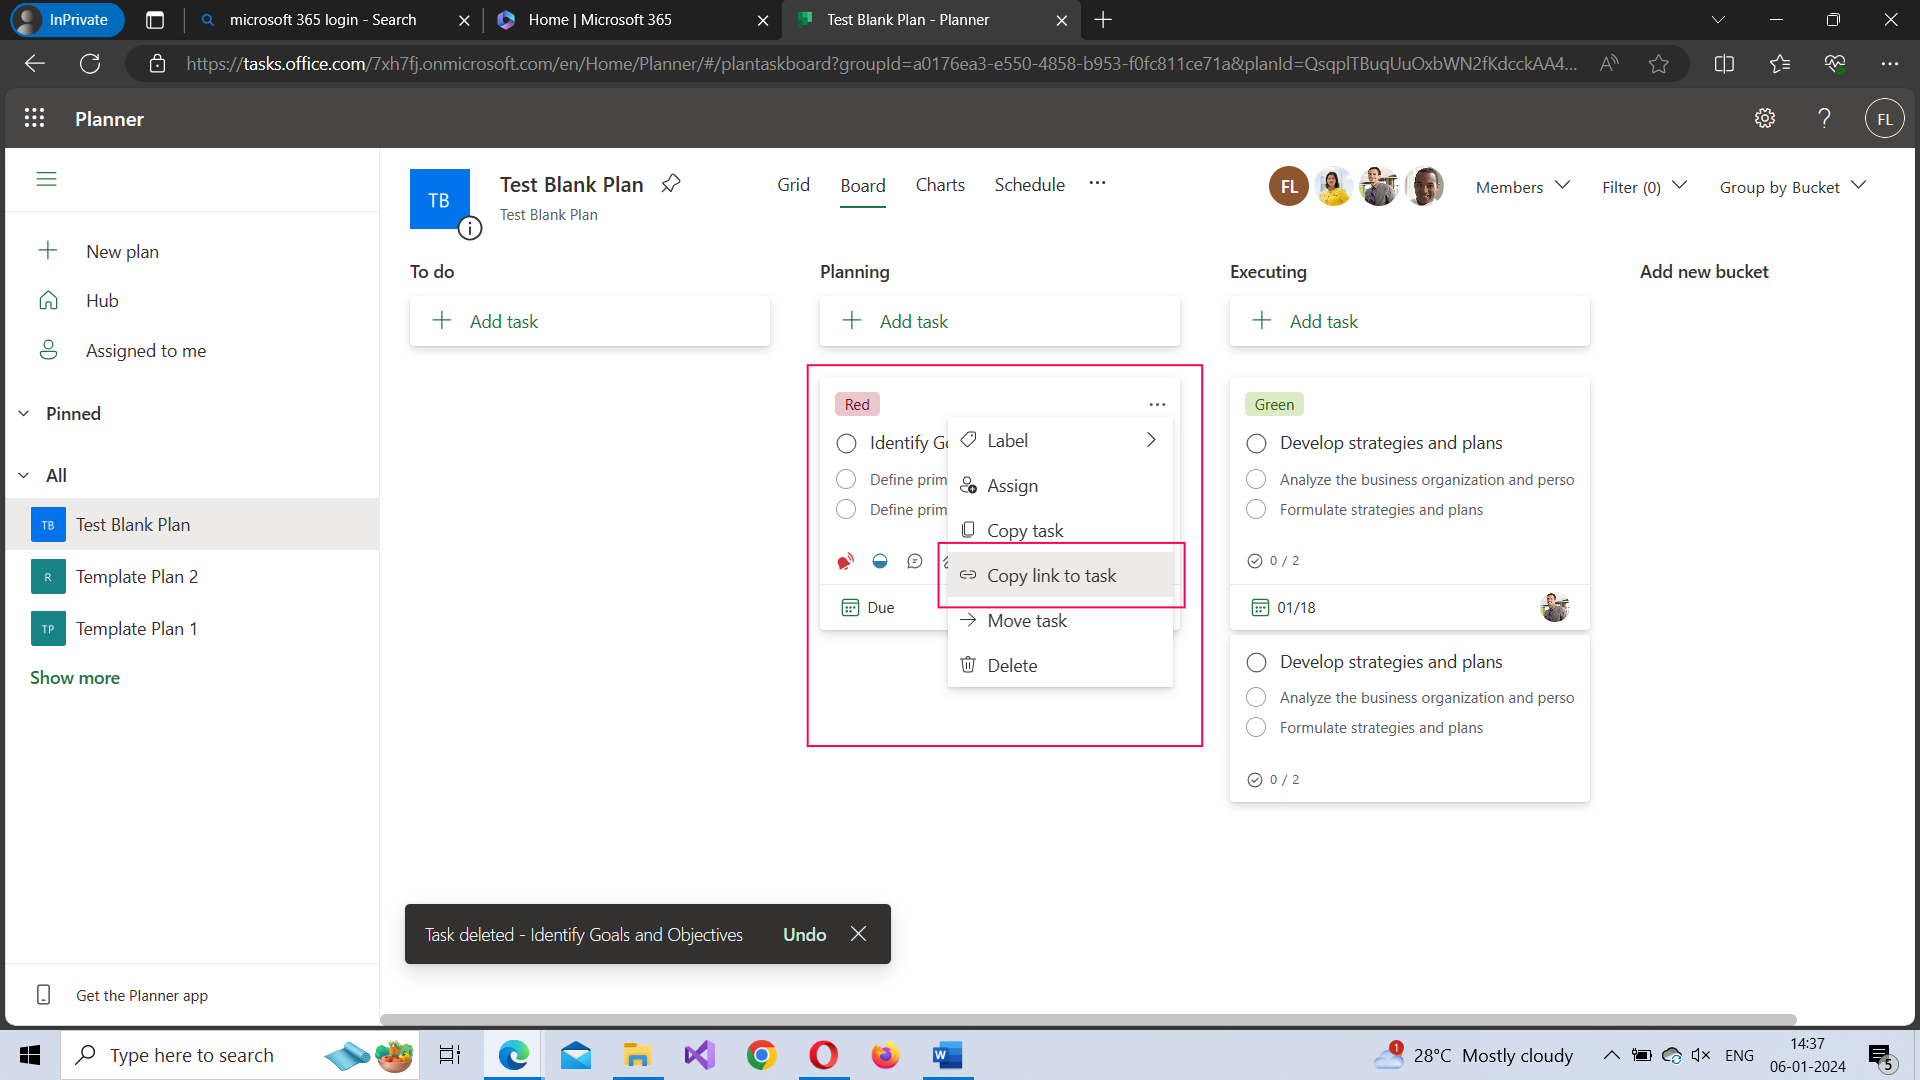 InPrivate
microsoft 365 login - Search
Home | Microsoft 365
Test Blank Plan - Planner
https://tasks.office.com/7xh7fj.onmicrosoft.com/en/Home/Planner/#/plantaskboard?groupId=a0176ea3-e550-4858-b953-f0fc811ce71a&planId=QsqplTBuqUuOxbWN2fKdcckAA4...
Planner
FL
New plan
Hub
Assigned to me
Pinned
All
TB Test Blank Plan
R Template Plan 2
TP Template Plan 1
Show more
Get the Planner app
TB
Test Blank Plan
Test Blank Plan
Grid
Board
Charts
Schedule
FL
Members
Filter (0)
Group by Bucket
To do
Add task
Planning
Add task
Red
Identify Go
Define prim
Define prim
Due
Label
Assign
Copy task
Copy link to task
Move task
Delete
Executing
Add task
Green
Develop strategies and plans
Analyze the business organization and perso
Formulate strategies and plans
0 / 2
01/18
Develop strategies and plans
Analyze the business organization and perso
Formulate strategies and plans
0 / 2
Add new bucket
Task deleted - Identify Goals and Objectives
Undo
Type here to search
1
28°C Mostly cloudy
ENG
14:37
06-01-2024
5